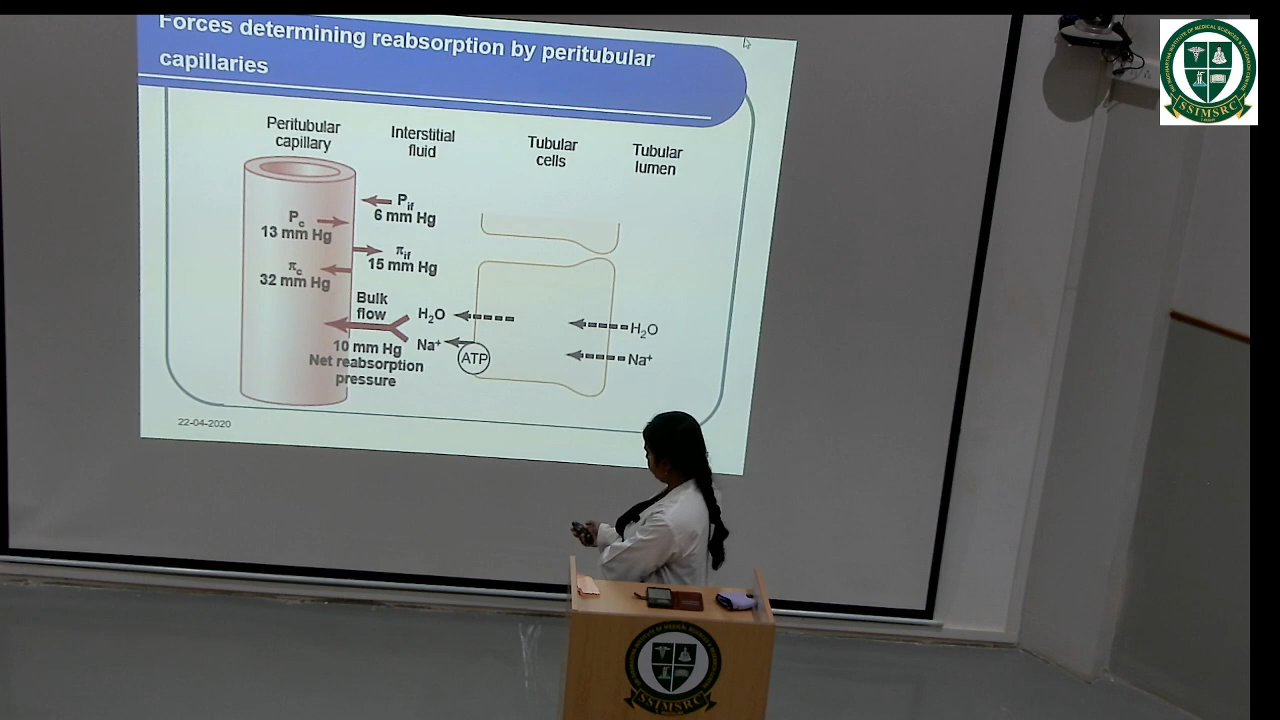 Forces determining reabsorption by peritubular
capillaries
Peritubular
capillary
Interstitial
fluid
Tubular
cells
Tubular
lumen
Pif
6 mm Hg
Pc
13 mm Hg
πif
15 mm Hg
πc
32 mm Hg
Bulk
flow
H2O
Na+
ATP
H2O
Na+
10 mm Hg
Net reabsorption
pressure
22-04-2020
SSIMSRC
SSIMSRC